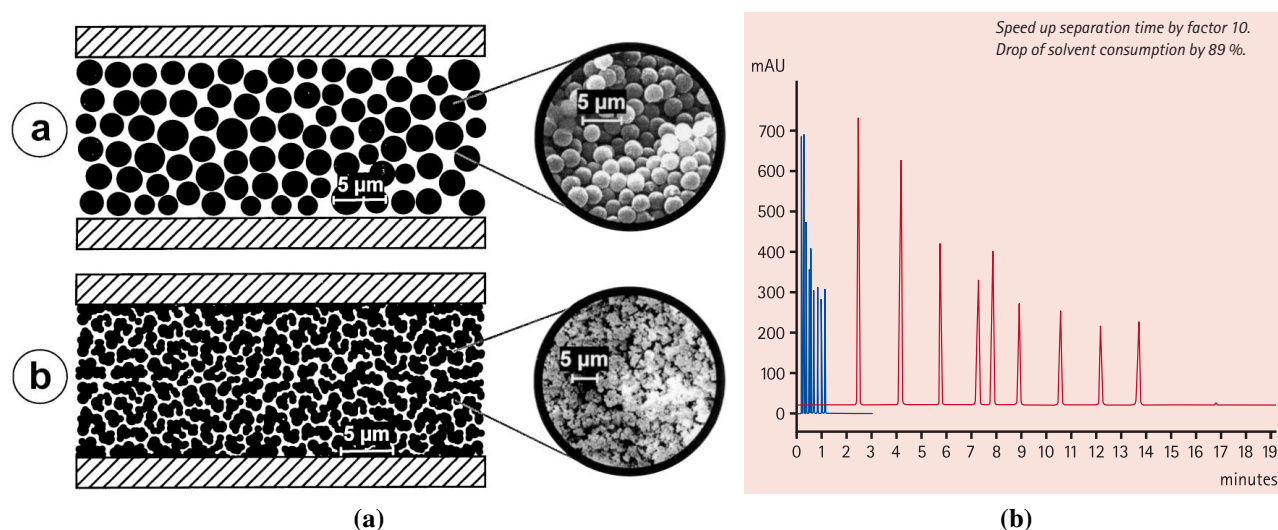 a
5 µm
5 µm
b
5 µm
5 µm
(a)
Speed up separation time by factor 10.
Drop of solvent consumption by 89 %.
mAU
700
600
500
400
300
200
100
0
0 1 2 3 4 5 6 7 8 9 10 11 12 13 14 15 16 17 18 19
minutes
(b)